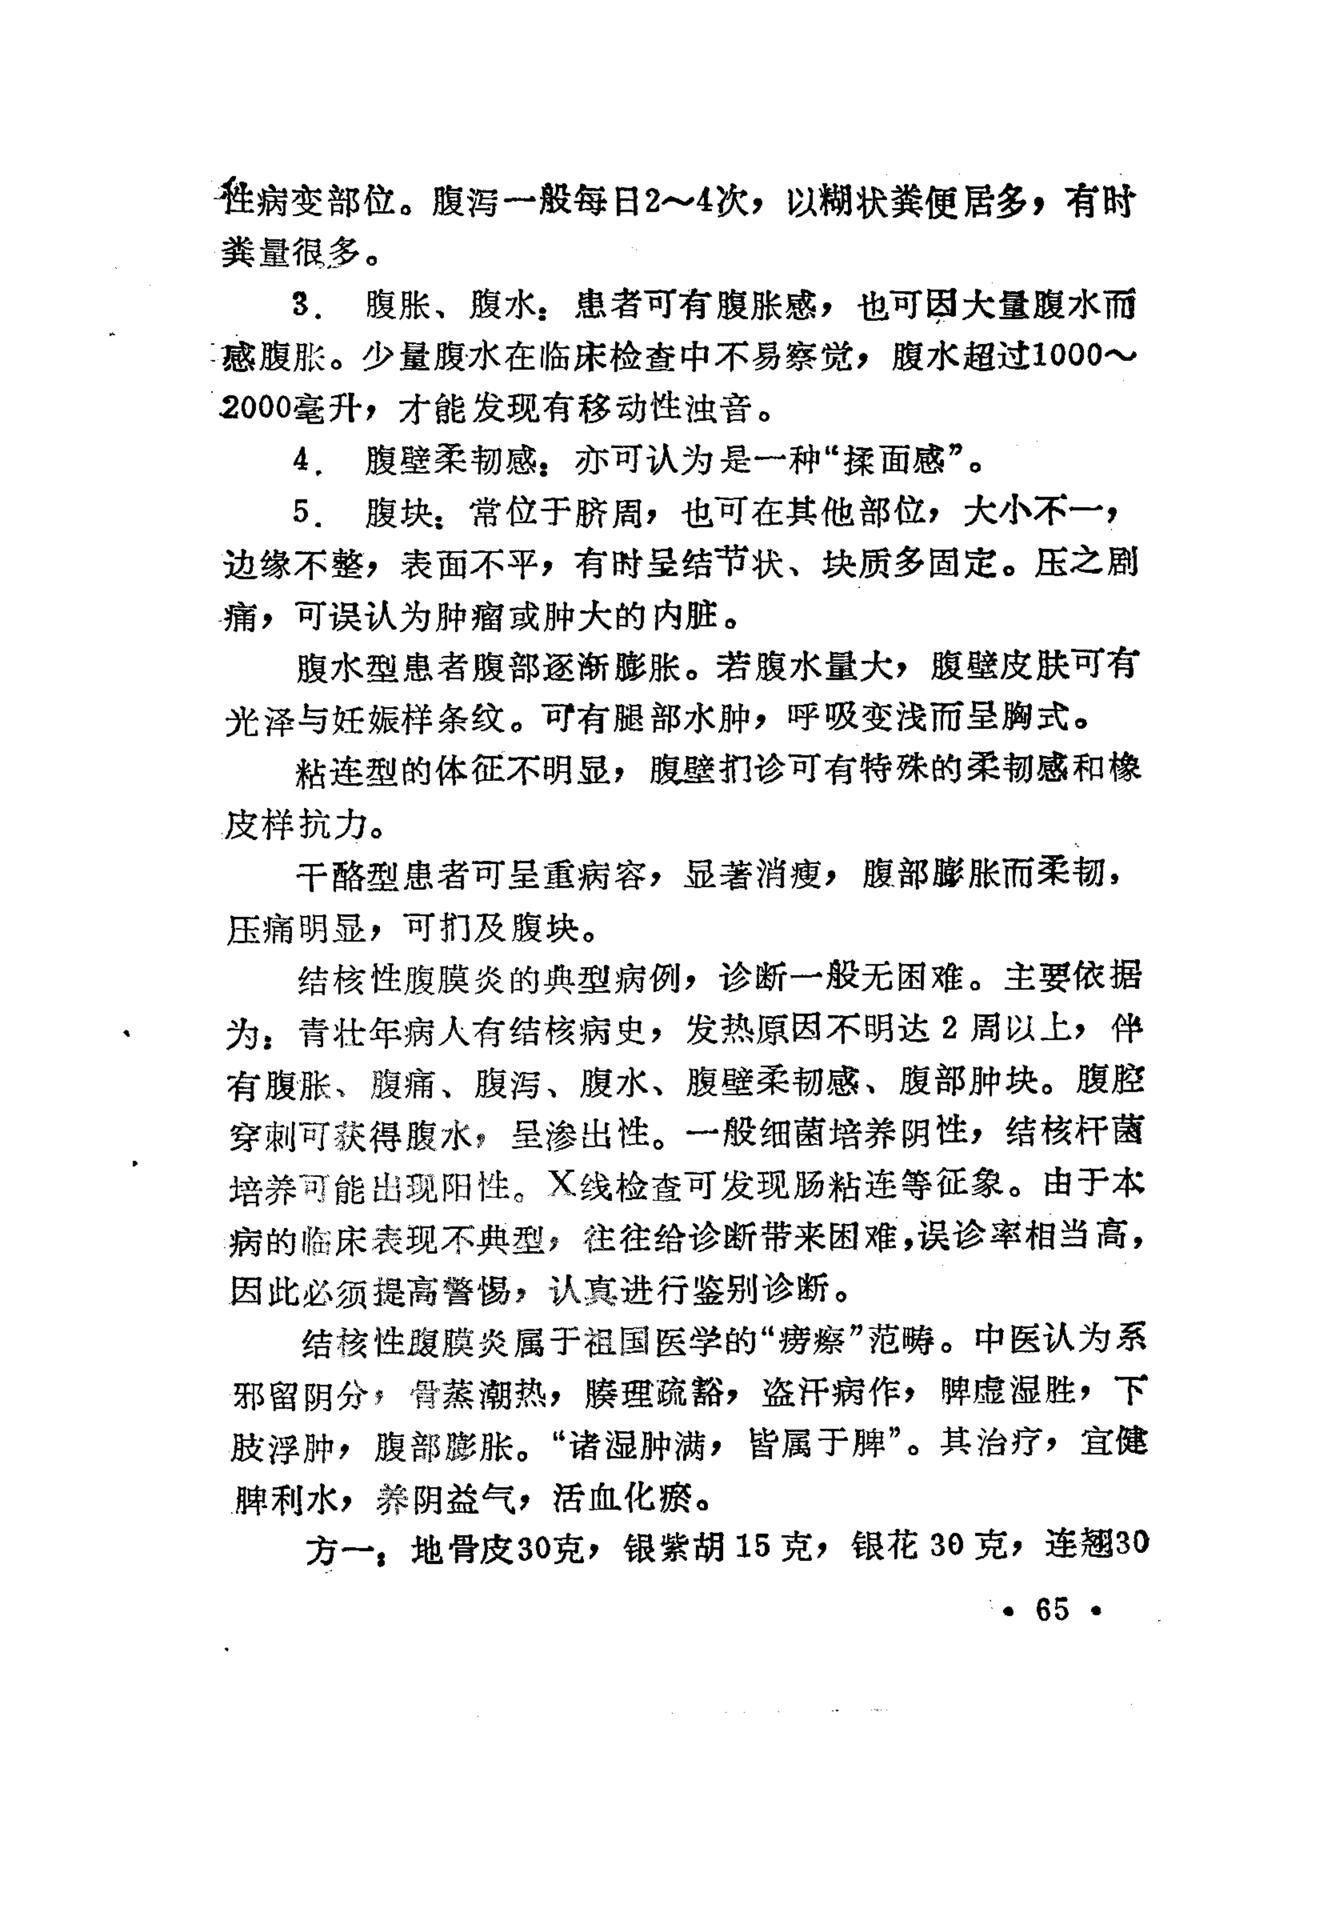 性病变部位。腹泻一般每日2～4次，以糊状粪便居多，有时
粪量很多。
3． 腹胀、腹水：患者可有腹胀感，也可因大量腹水而
感腹胀。少量腹水在临床检查中不易察觉，腹水超过1000～
2000毫升，才能发现有移动性浊音。
4． 腹壁柔韧感：亦可认为是一种“揉面感”。
5． 腹块：常位于脐周，也可在其他部位，大小不一，
边缘不整，表面不平，有时呈结节状、块质多固定。压之剧
痛，可误认为肿瘤或肿大的内脏。
腹水型患者腹部逐渐膨胀。若腹水量大，腹壁皮肤可有
光泽与妊娠样条纹。可有腿部水肿，呼吸变浅而呈胸式。
粘连型的体征不明显，腹壁扪诊可有特殊的柔韧感和橡
皮样抗力。
干酪型患者可呈重病容，显著消瘦，腹部膨胀而柔韧，
压痛明显，可扪及腹块。
结核性腹膜炎的典型病例，诊断一般无困难。主要依据
为：青壮年病人有结核病史，发热原因不明达2周以上，伴
有腹胀、腹痛、腹泻、腹水、腹壁柔韧感、腹部肿块。腹腔
穿刺可获得腹水，呈渗出性。一般细菌培养阴性，结核杆菌
培养可能出现阳性。X线检查可发现肠粘连等征象。由于本
病的临床表现不典型，往往给诊断带来困难，误诊率相当高，
因此必须提高警惕，认真进行鉴别诊断。
结核性腹膜炎属于祖国医学的“痨瘵”范畴。中医认为系
邪留阴分，骨蒸潮热，腠理疏豁，盗汗病作，脾虚湿胜，下
肢浮肿，腹部膨胀。“诸湿肿满，皆属于脾”。其治疗，宜健
脾利水，养阴益气，活血化瘀。
方一：地骨皮30克，银紫胡15克，银花30克，连翘30
• 65 •